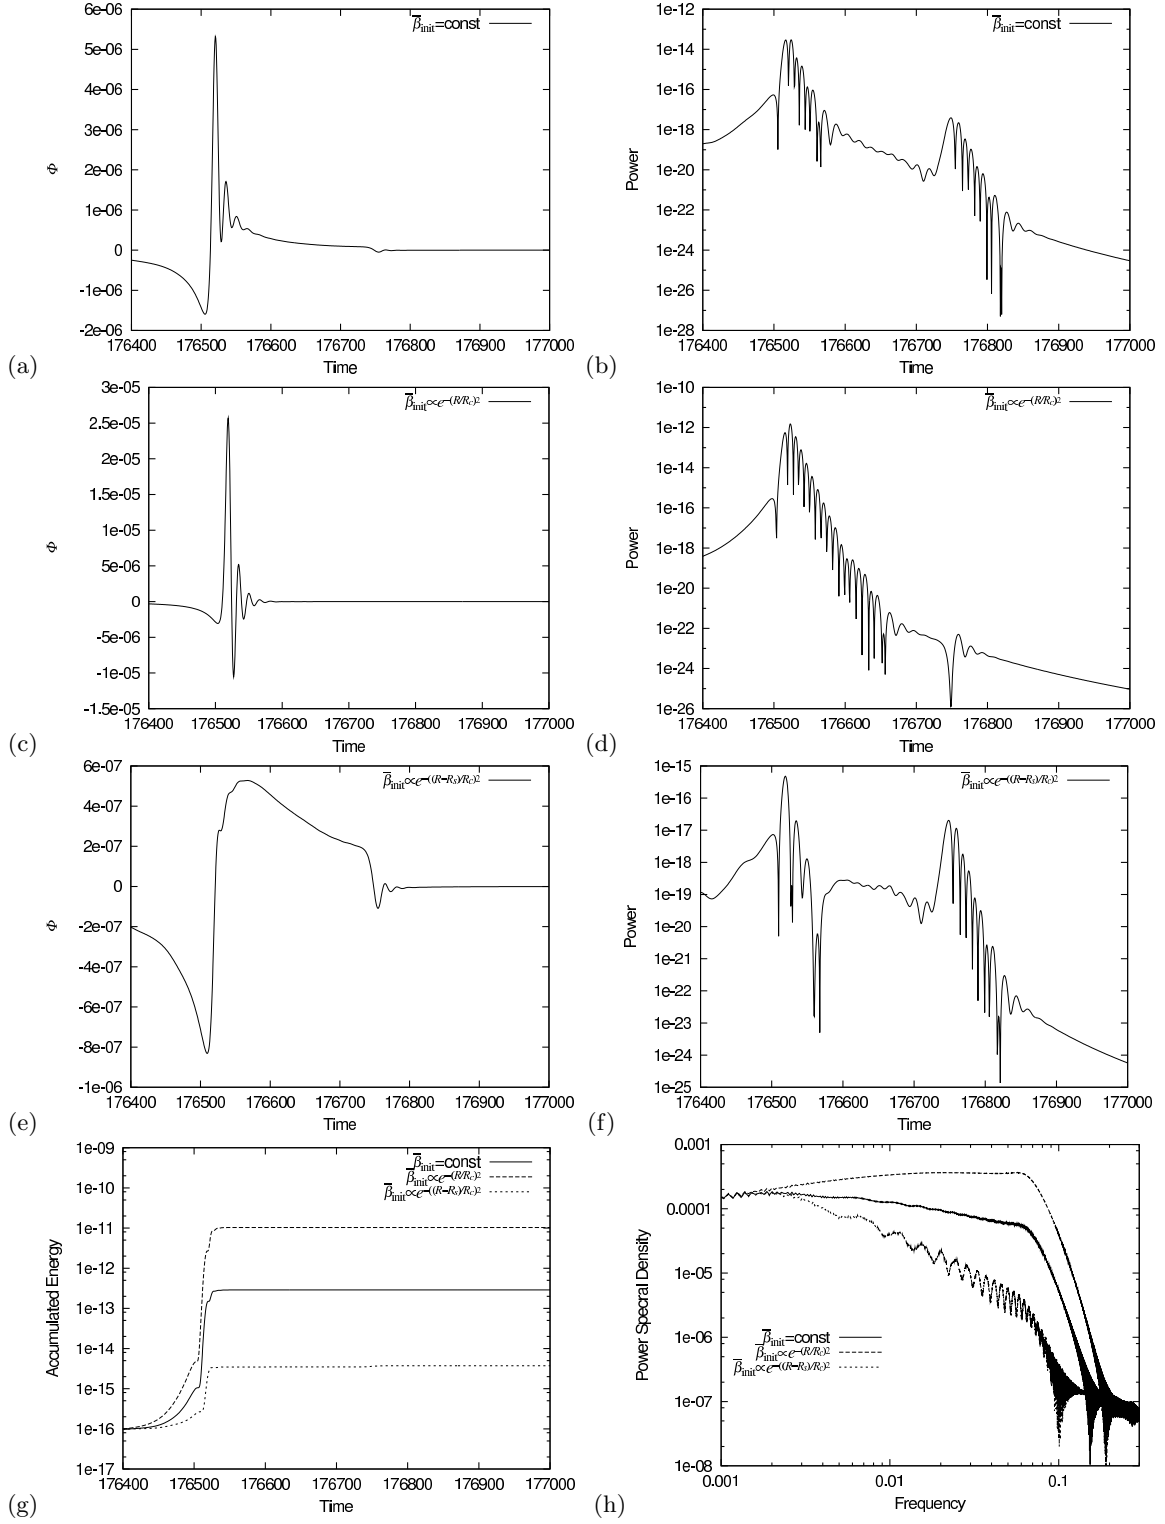 6e-06
5e-06
4e-06
3e-06
2e-06
1e-06
0
-1e-06
-2e-06
Φ
β̅init=const
176400 176500 176600 176700 176800 176900 177000
Time
(a)
1e-12
1e-14
1e-16
1e-18
1e-20
1e-22
1e-24
1e-26
1e-28
Power
β̅init=const
176400 176500 176600 176700 176800 176900 177000
Time
(b)
3e-05
2.5e-05
2e-05
1.5e-05
1e-05
5e-06
0
-5e-06
-1e-05
-1.5e-05
Φ
β̅init∝e−(R/Rc)2
176400 176500 176600 176700 176800 176900 177000
Time
(c)
1e-10
1e-12
1e-14
1e-16
1e-18
1e-20
1e-22
1e-24
1e-26
Power
β̅init∝e−(R/Rc)2
176400 176500 176600 176700 176800 176900 177000
Time
(d)
6e-07
4e-07
2e-07
0
-2e-07
-4e-07
-6e-07
-8e-07
-1e-06
Φ
β̅init∝e−((R−Rs)/Rc)2
176400 176500 176600 176700 176800 176900 177000
Time
(e)
1e-15
1e-16
1e-17
1e-18
1e-19
1e-20
1e-21
1e-22
1e-23
1e-24
1e-25
Power
β̅init∝e−((R−Rs)/Rc)2
176400 176500 176600 176700 176800 176900 177000
Time
(f)
1e-09
1e-10
1e-11
1e-12
1e-13
1e-14
1e-15
1e-16
1e-17
Accumulated Energy
β̅init=const
β̅init∝e−(R/Rc)2
β̅init∝e−((R−Rs)/Rc)2
176400 176500 176600 176700 176800 176900 177000
Time
(g)
0.001
0.0001
1e-05
1e-06
1e-07
1e-08
Power Specral Density
β̅init=const
β̅init∝e−(R/Rc)2
β̅init∝e−((R−Rs)/Rc)2
0.001 0.01 0.1
Frequency
(h)